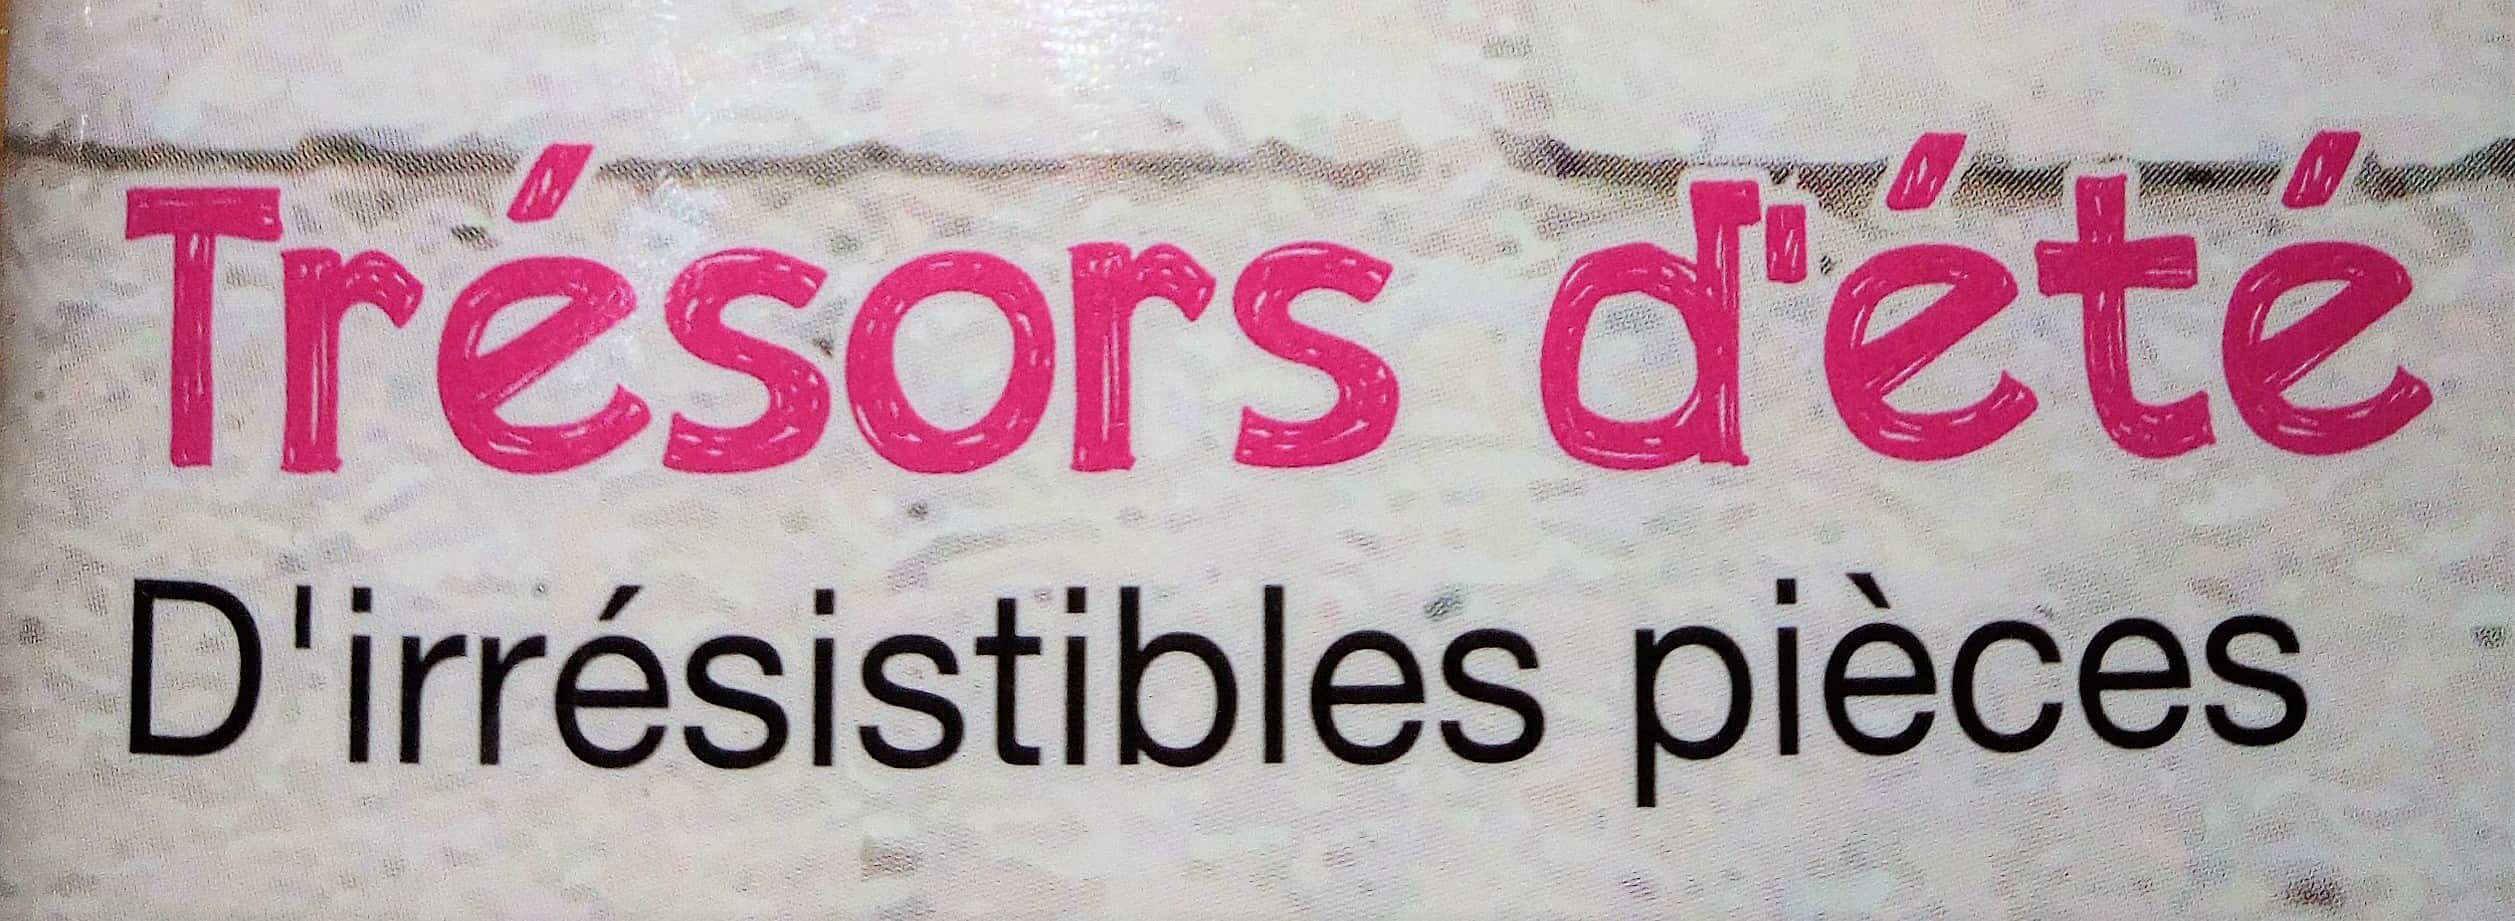 Trésors d'été
D'irrésistibles pièces